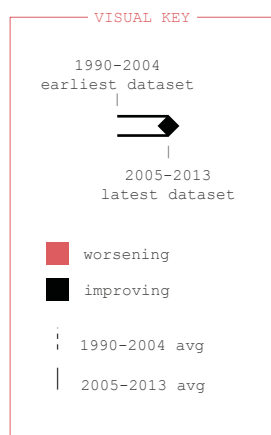 VISUAL KEY
1990-2004
earliest dataset
2005-2013
latest dataset
worsening
improving
1990-2004 avg
2005-2013 avg